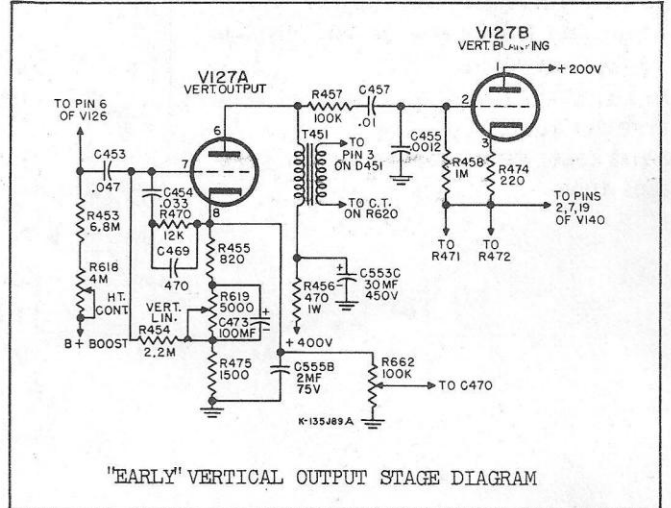 V127B
VERT. BLANKING
1
+ 200V
V127A
VERT. OUTPUT
TO PIN 6
OF V126
6
R457
100K
C457
.01
2
C453
.047
7
T451
TO
PIN 3
ON D451
C455
.0012
3
C454
.033
R458
1M
R474
220
R453
6.8M
R470
12K
8
TO C.T.
ON R620
TO PINS
2,7,19
OF V140
C469
470
R455
820
TO
R471
TO
R472
R618
4M
HT.
CONT.
VERT.
LIN.
R619
5000
C473
100MF
+
R456
470
1W
+
C553C
30 MF
450V
R454
2.2M
B + BOOST
+ 400V
R475
1500
C555B
2MF
75V
R662
100K
TO C470
K-135J89A
"EARLY" VERTICAL OUTPUT STAGE DIAGRAM